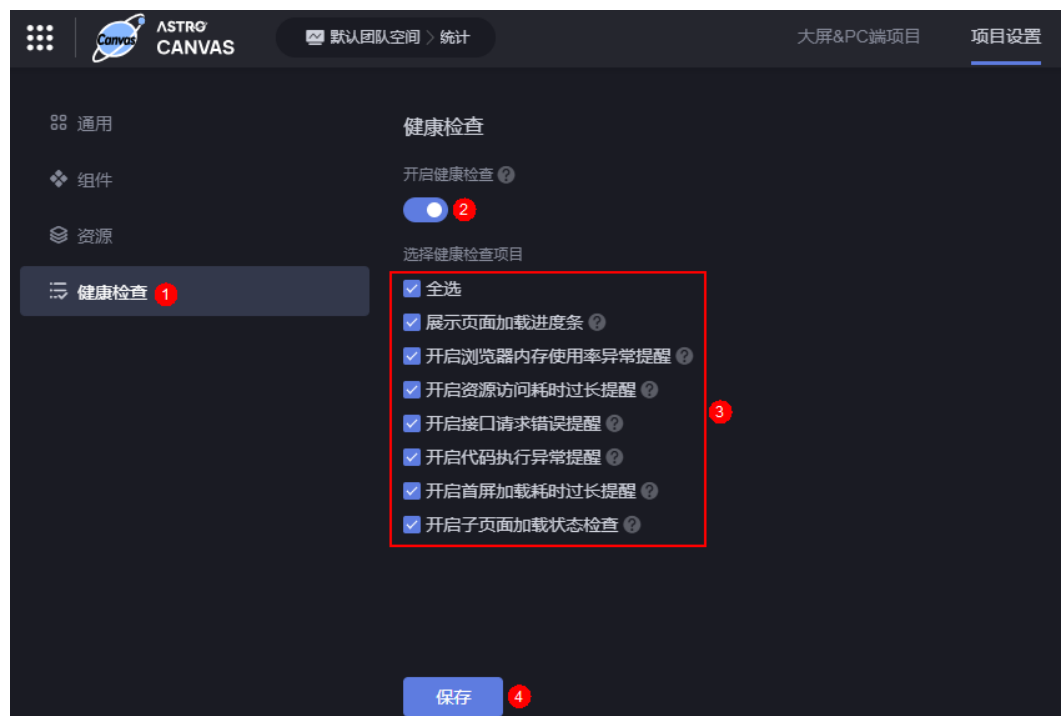 Canvas
ASTRO
CANVAS
默认团队空间 > 统计
大屏&PC端项目
项目设置
通用
组件
资源
健康检查 1
健康检查
开启健康检查 ?
2
选择健康检查项目
全选
展示页面加载进度条 ?
开启浏览器内存使用率异常提醒 ?
开启资源访问耗时过长提醒 ?
3
开启接口请求错误提醒 ?
开启代码执行异常提醒 ?
开启首屏加载耗时过长提醒 ?
开启子页面加载状态检查 ?
保存 4